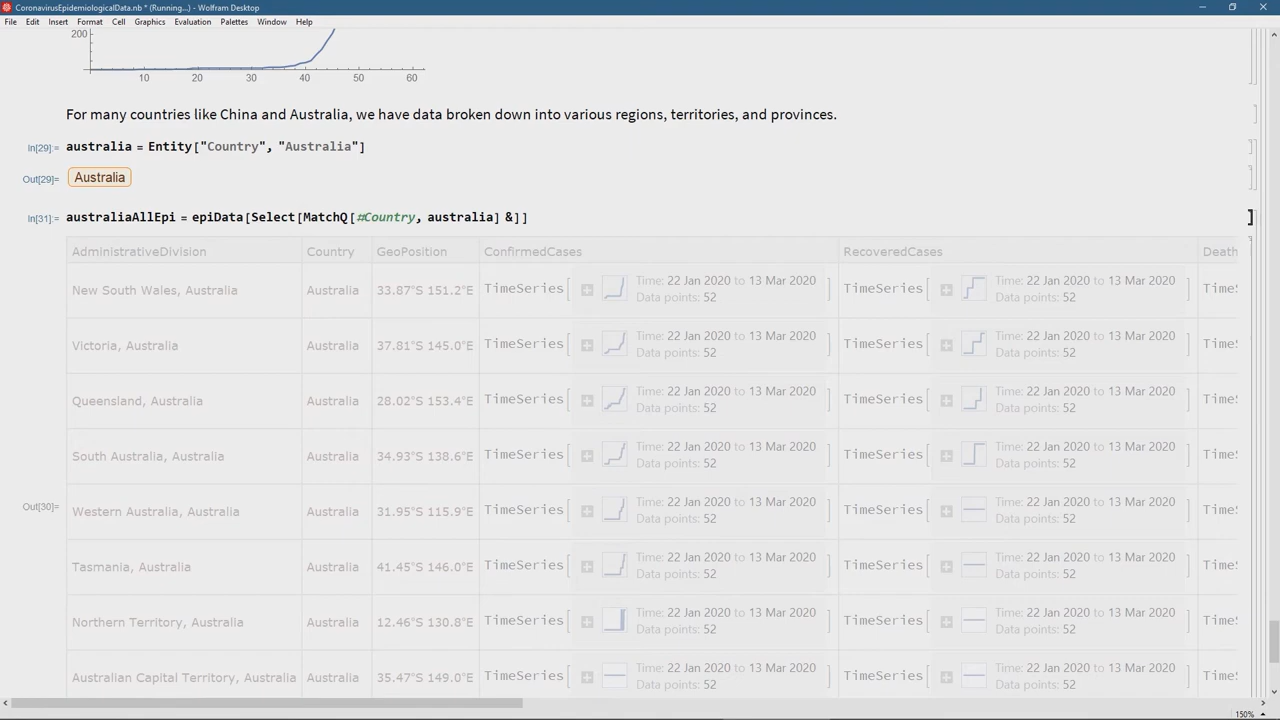 CoronavirusEpidemiologicalData.nb * (Running...) - Wolfram Desktop
File Edit Insert Format Cell Graphics Evaluation Palettes Window Help
200
10 20 30 40 50 60
For many countries like China and Australia, we have data broken down into various regions, territories, and provinces.
In[29]:= australia = Entity["Country", "Australia"]
Out[29]= Australia
In[31]:= australiaAllEpi = epiData[Select[MatchQ[#Country, australia] &]]
AdministrativeDivision Country GeoPosition ConfirmedCases RecoveredCases Death
New South Wales, Australia Australia 33.87°S 151.2°E TimeSeries[ Time: 22 Jan 2020 to 13 Mar 2020 Data points: 52 ] TimeSeries[ Time: 22 Jan 2020 to 13 Mar 2020 Data points: 52 ] TimeS
Victoria, Australia Australia 37.81°S 145.0°E TimeSeries[ Time: 22 Jan 2020 to 13 Mar 2020 Data points: 52 ] TimeSeries[ Time: 22 Jan 2020 to 13 Mar 2020 Data points: 52 ] TimeS
Queensland, Australia Australia 28.02°S 153.4°E TimeSeries[ Time: 22 Jan 2020 to 13 Mar 2020 Data points: 52 ] TimeSeries[ Time: 22 Jan 2020 to 13 Mar 2020 Data points: 52 ] TimeS
South Australia, Australia Australia 34.93°S 138.6°E TimeSeries[ Time: 22 Jan 2020 to 13 Mar 2020 Data points: 52 ] TimeSeries[ Time: 22 Jan 2020 to 13 Mar 2020 Data points: 52 ] TimeS
Out[30]= Western Australia, Australia Australia 31.95°S 115.9°E TimeSeries[ Time: 22 Jan 2020 to 13 Mar 2020 Data points: 52 ] TimeSeries[ Time: 22 Jan 2020 to 13 Mar 2020 Data points: 52 ] TimeS
Tasmania, Australia Australia 41.45°S 146.0°E TimeSeries[ Time: 22 Jan 2020 to 13 Mar 2020 Data points: 52 ] TimeSeries[ Time: 22 Jan 2020 to 13 Mar 2020 Data points: 52 ] TimeS
Northern Territory, Australia Australia 12.46°S 130.8°E TimeSeries[ Time: 22 Jan 2020 to 13 Mar 2020 Data points: 52 ] TimeSeries[ Time: 22 Jan 2020 to 13 Mar 2020 Data points: 52 ] TimeS
Australian Capital Territory, Australia Australia 35.47°S 149.0°E TimeSeries[ Time: 22 Jan 2020 to 13 Mar 2020 Data points: 52 ] TimeSeries[ Time: 22 Jan 2020 to 13 Mar 2020 Data points: 52 ] TimeS
150%